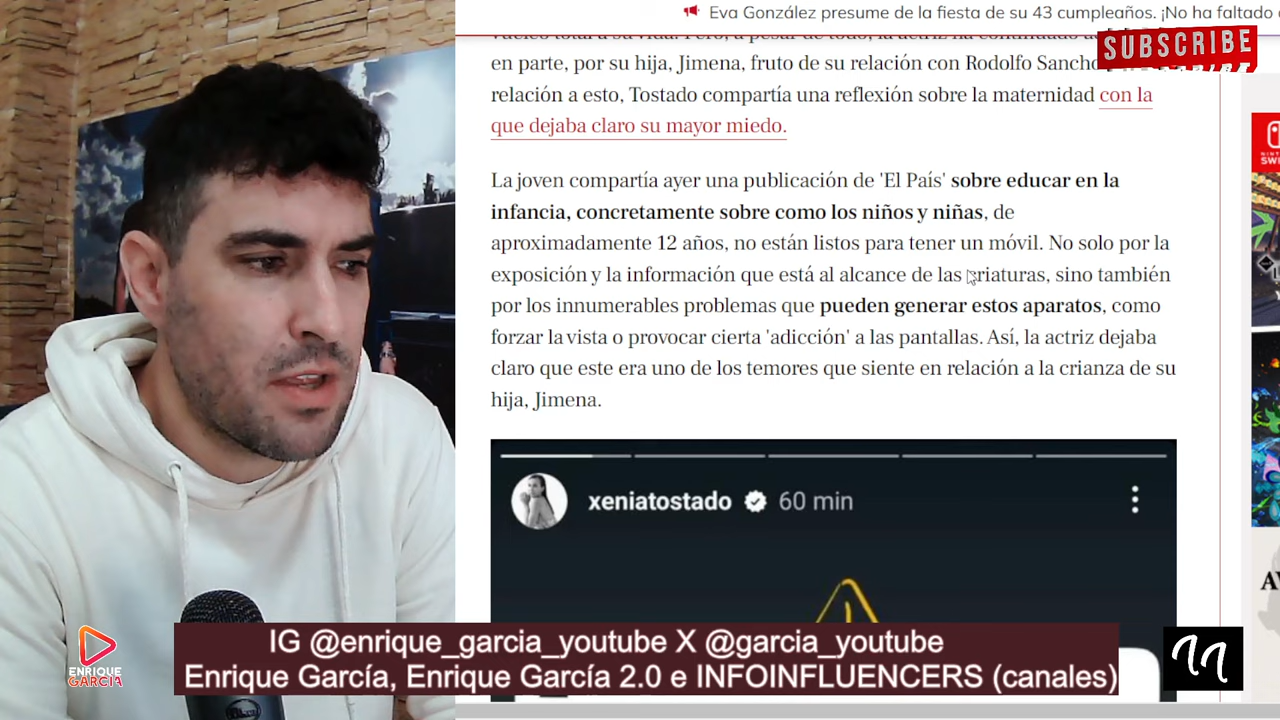 Eva González presume de la fiesta de su 43 cumpleaños. ¡No ha faltado
SUBSCRIBE
en parte, por su hija, Jimena, fruto de su relación con Rodolfo Sancho
relación a esto, Tostado compartía una reflexión sobre la maternidad con la
que dejaba claro su mayor miedo.
La joven compartía ayer una publicación de 'El País' sobre educar en la
infancia, concretamente sobre como los niños y niñas, de
aproximadamente 12 años, no están listos para tener un móvil. No solo por la
exposición y la información que está al alcance de las criaturas, sino también
por los innumerables problemas que pueden generar estos aparatos, como
forzar la vista o provocar cierta 'adicción' a las pantallas. Así, la actriz dejaba
claro que este era uno de los temores que siente en relación a la crianza de su
hija, Jimena.
xeniatostado 60 min
IG @enrique_garcia_youtube X @garcia_youtube
Enrique García, Enrique García 2.0 e INFOINFLUENCERS (canales)
ENRIQUE
GARCÍA